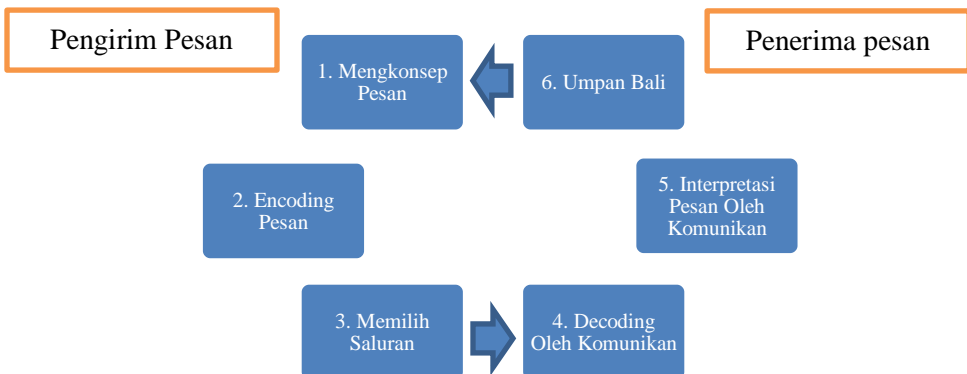 Pengirim Pesan
Penerima pesan
1. Mengkonsep
Pesan
6. Umpan Bali
2. Encoding
Pesan
5. Interpretasi
Pesan Oleh
Komunikan
3. Memilih
Saluran
4. Decoding
Oleh Komunikan